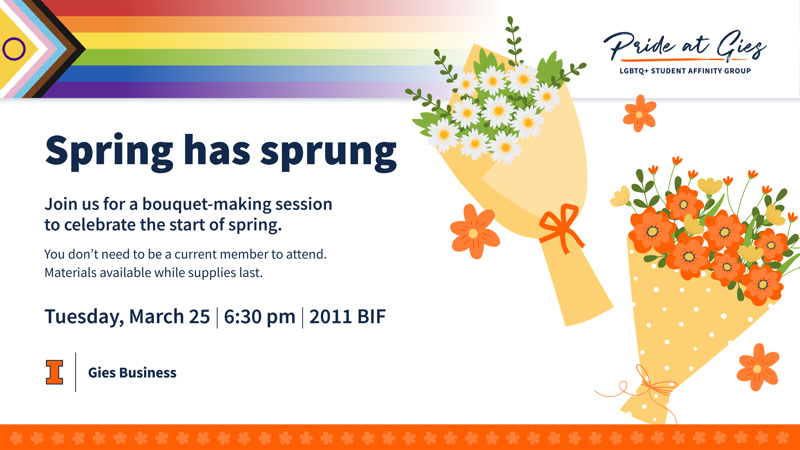 Pride at Gies
LGBTQ+ STUDENT AFFINITY GROUP
Spring has sprung
Join us for a bouquet-making session
to celebrate the start of spring.
You don’t need to be a current member to attend.
Materials available while supplies last.
Tuesday, March 25 | 6:30 pm | 2011 BIF
I | Gies Business